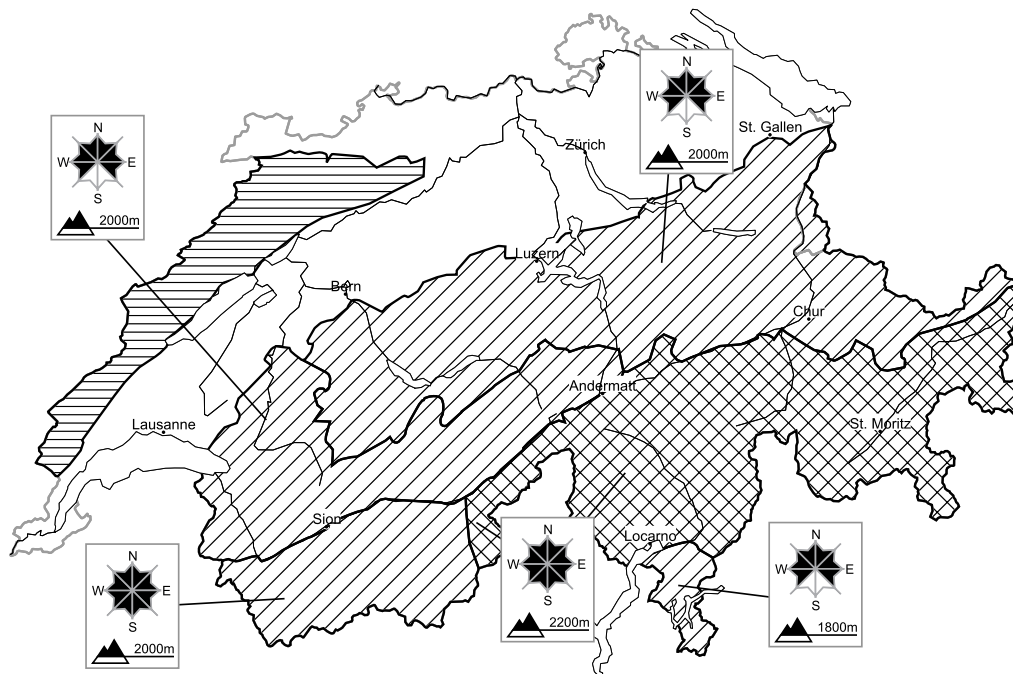 N
W E
S
2000m
N
W E
S
2000m
St. Gallen
Zürich
Luzern
Bern
Chur
Andermatt
Lausanne
St. Moritz
Sion
Locarno
N
W E
S
2000m
N
W E
S
2200m
N
W E
S
1800m